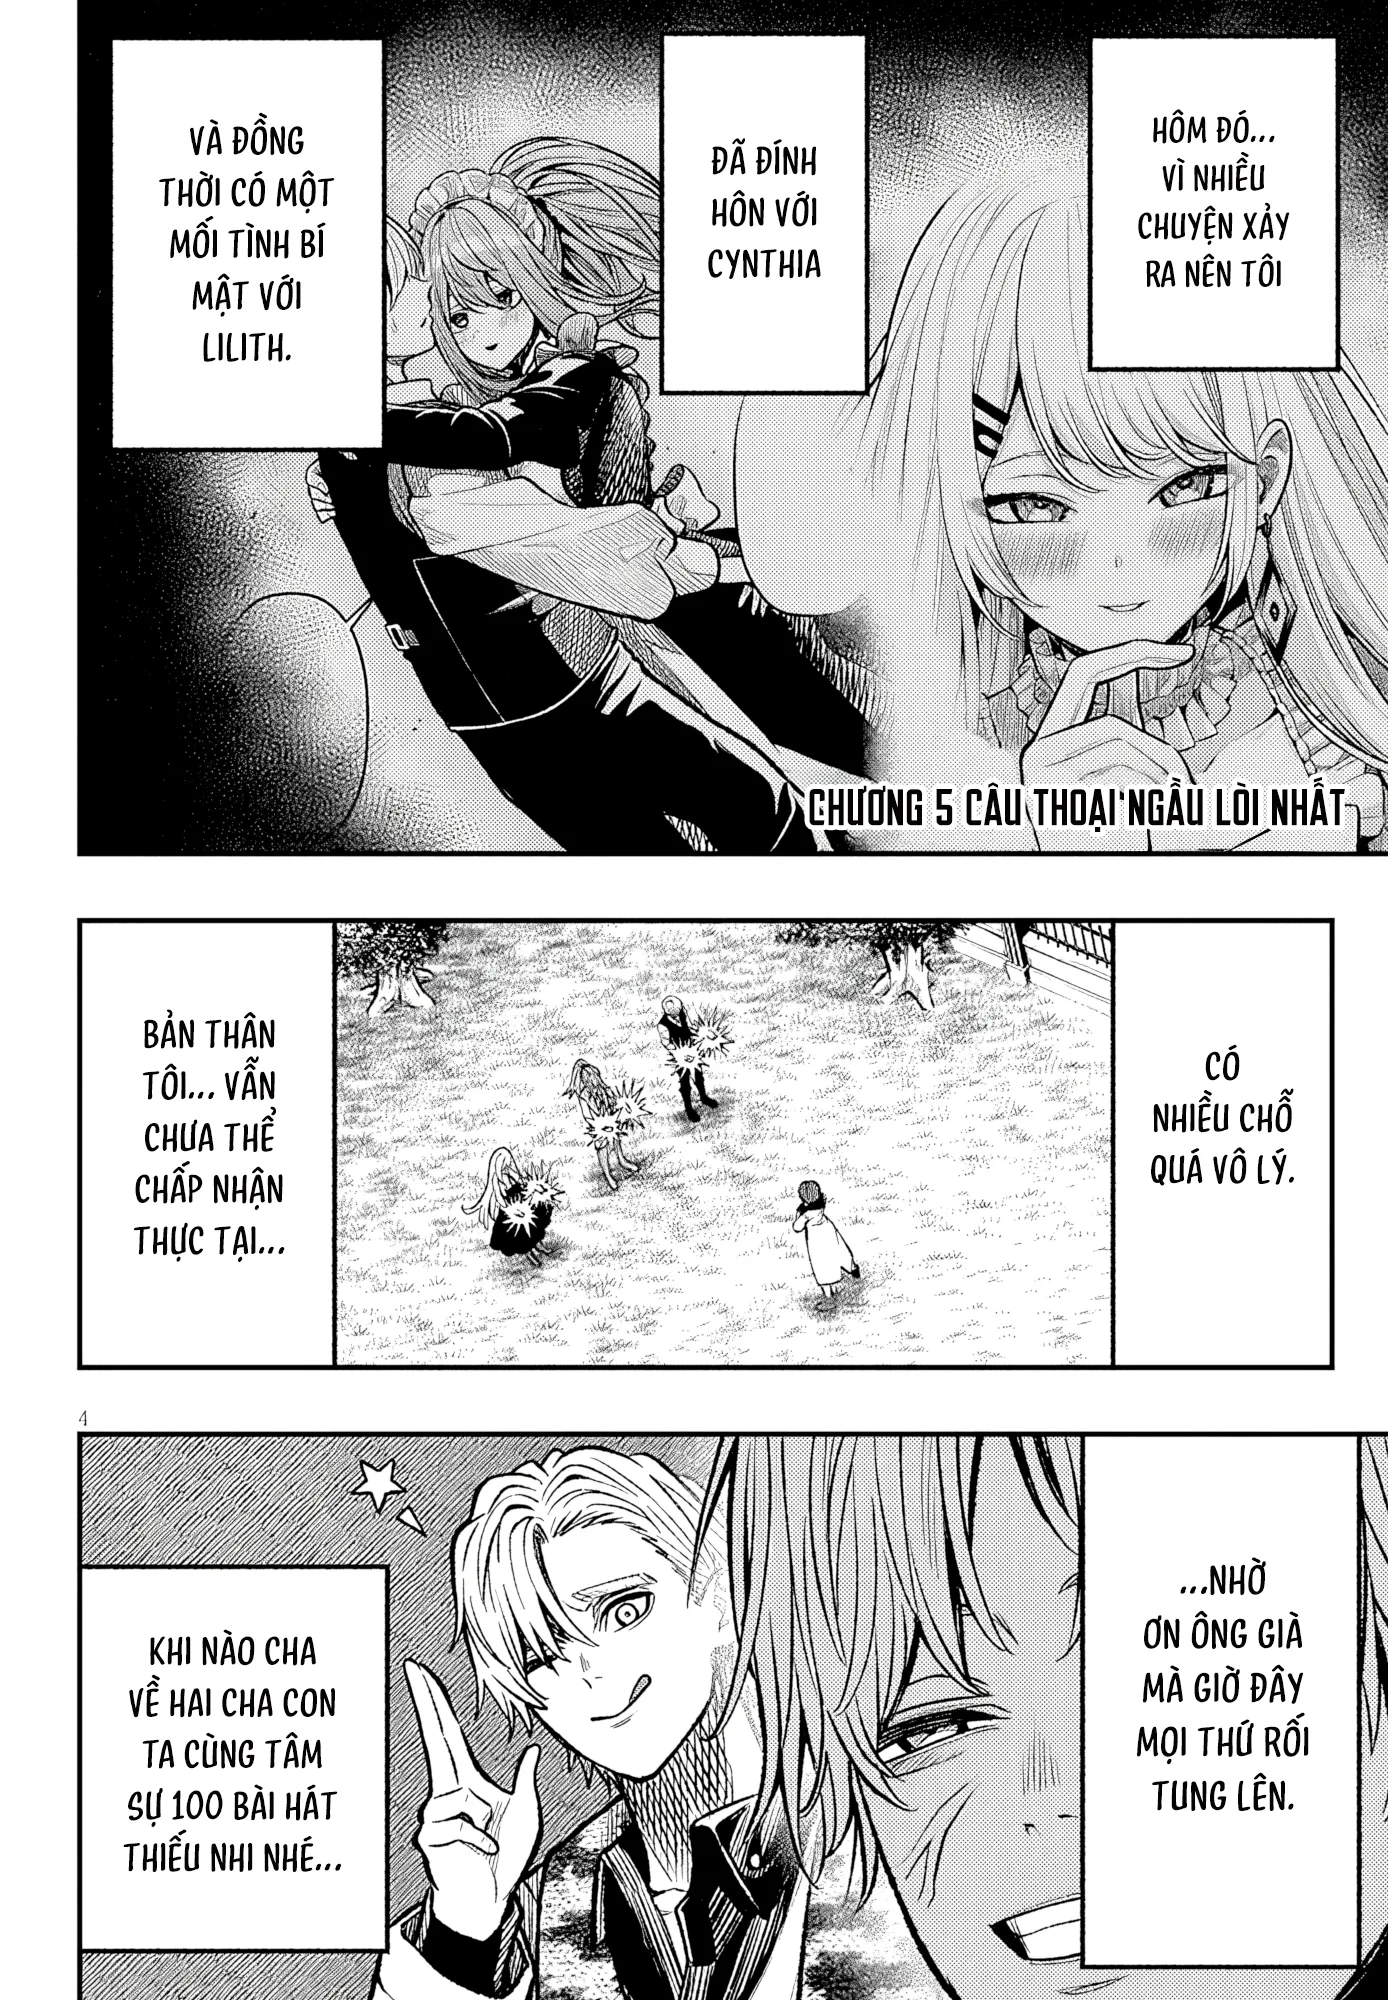 HÔM ĐÓ...
VÌ NHIỀU
CHUYỆN XẢY
RA NÊN TÔI
ĐÃ ĐÍNH
HÔN VỚI
CYNTHIA
VÀ ĐỒNG
THỜI CÓ MỘT
MỐI TÌNH BÍ
MẬT VỚI
LILITH.
CHƯƠNG 5 CÂU THOẠI NGẦU LÒI NHẤT
CÓ
NHIỀU CHỖ
QUÁ VÔ LÝ.
BẢN THÂN
TÔI... VẪN
CHƯA THỂ
CHẤP NHẬN
THỰC TẠI...
4
...NHỜ
ƠN ÔNG GIÀ
MÀ GIỜ ĐÂY
MỌI THỨ RỐI
TUNG LÊN.
KHI NÀO CHA
VỀ HAI CHA CON
TA CÙNG TÂM
SỰ 100 BÀI HÁT
THIẾU NHI NHÉ...